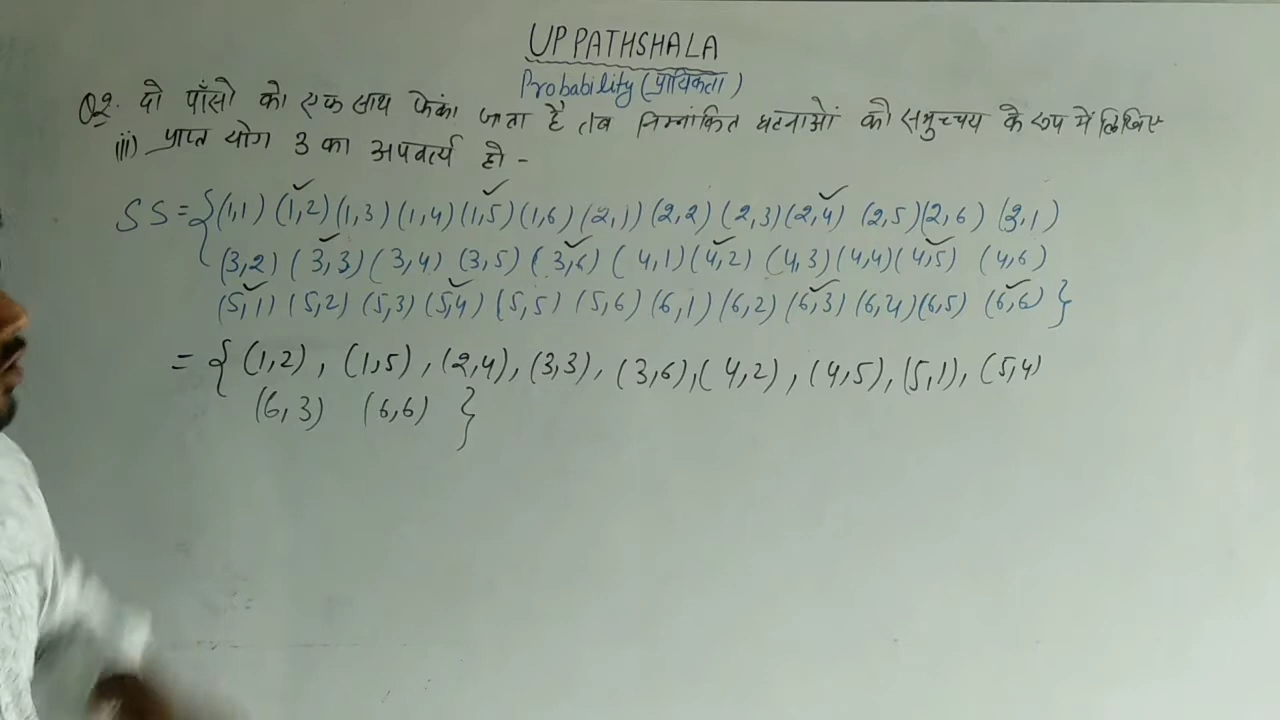 UP PATHSHALA
Probability (प्रायिकता)
Q2. दो पाँसो को एक साथ फेंका जाता है तब निम्नांकित घटनाओं को समुच्चय के रूप में लिखिए
iii) प्राप्त योग 3 का अपवर्त्य हो -
SS = { (1,1) (1,2) (1,3) (1,4) (1,5) (1,6) (2,1) (2,2) (2,3) (2,4) (2,5) (2,6) (3,1)
(3,2) (3,3) (3,4) (3,5) (3,6) (4,1) (4,2) (4,3) (4,4) (4,5) (4,6)
(5,1) (5,2) (5,3) (5,4) (5,5) (5,6) (6,1) (6,2) (6,3) (6,4) (6,5) (6,6) }
= { (1,2) , (1,5) , (2,4), (3,3), (3,6), (4,2) , (4,5), (5,1), (5,4)
(6,3) (6,6) }